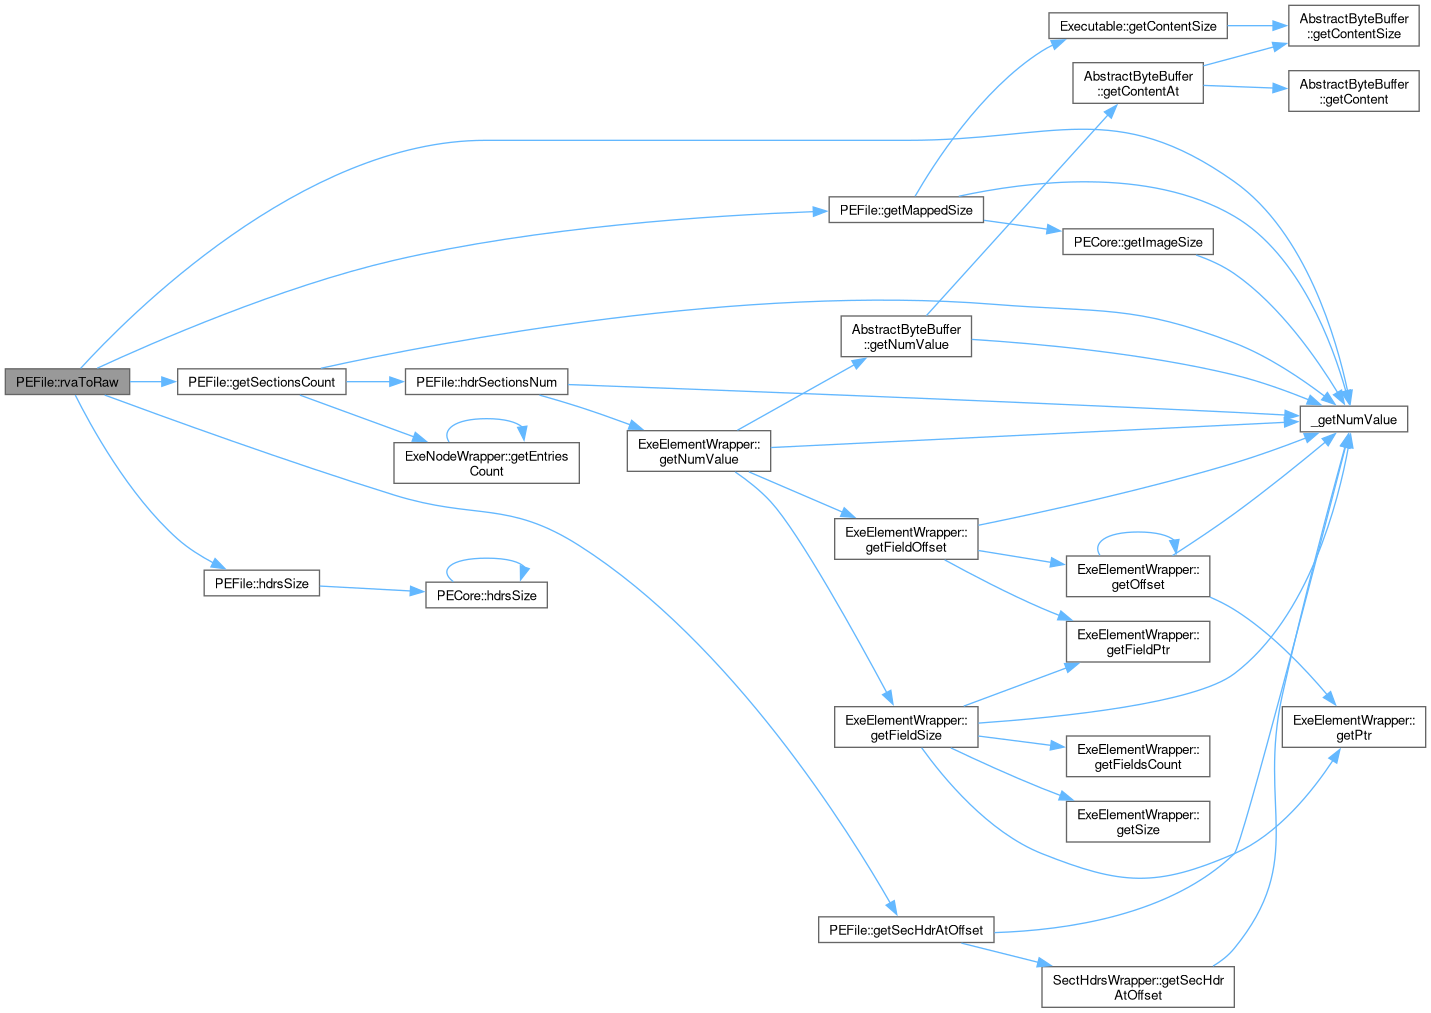 Executable::getContentSize
AbstractByteBuffer
::getContentSize
AbstractByteBuffer
::getContentAt
AbstractByteBuffer
::getContent
PEFile::getMappedSize
PECore::getImageSize
AbstractByteBuffer
::getNumValue
PEFile::rvaToRaw
PEFile::getSectionsCount
PEFile::hdrSectionsNum
_getNumValue
ExeElementWrapper::
getNumValue
ExeNodeWrapper::getEntries
Count
ExeElementWrapper::
getFieldOffset
ExeElementWrapper::
getOffset
PEFile::hdrsSize
PECore::hdrsSize
ExeElementWrapper::
getFieldPtr
ExeElementWrapper::
getFieldSize
ExeElementWrapper::
getPtr
ExeElementWrapper::
getFieldsCount
ExeElementWrapper::
getSize
PEFile::getSecHdrAtOffset
SectHdrsWrapper::getSecHdr
AtOffset